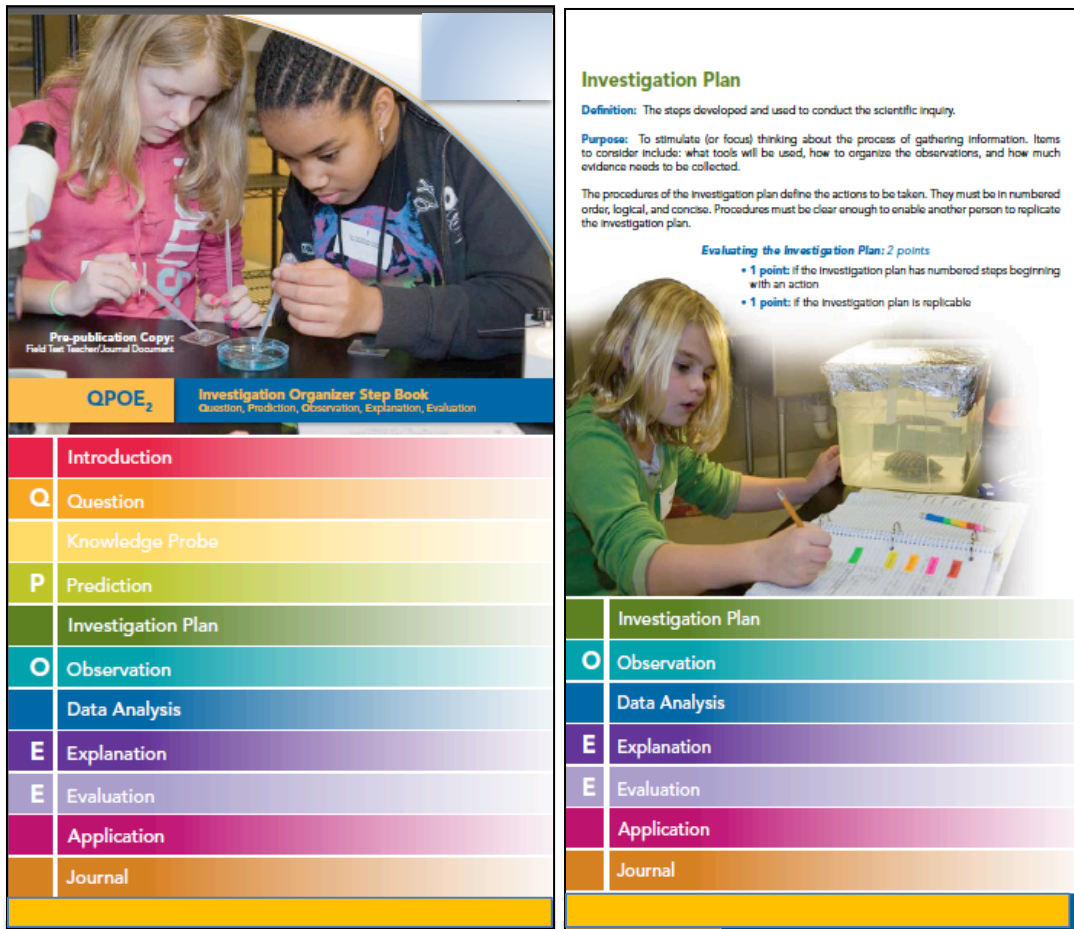 Pre-publication Copy:
Field Test Teacher/Journal Document
QPOE2
Investigation Organizer Step Book
Question, Prediction, Observation, Explanation, Evaluation
Introduction
Q Question
Knowledge Probe
P Prediction
Investigation Plan
O Observation
Data Analysis
E Explanation
E Evaluation
Application
Journal
Investigation Plan
Definition: The steps developed and used to conduct the scientific inquiry.
Purpose: To stimulate (or focus) thinking about the process of gathering information. Items
to consider include: what tools will be used, how to organize the observations, and how much
evidence needs to be collected.
The procedures of the investigation plan define the actions to be taken. They must be in numbered
order, logical, and concise. Procedures must be clear enough to enable another person to replicate
the investigation plan.
Evaluating the Investigation Plan: 2 points
• 1 point: if the investigation plan has numbered steps beginning
with an action
• 1 point: if the investigation plan is replicable
Investigation Plan
O Observation
Data Analysis
E Explanation
E Evaluation
Application
Journal